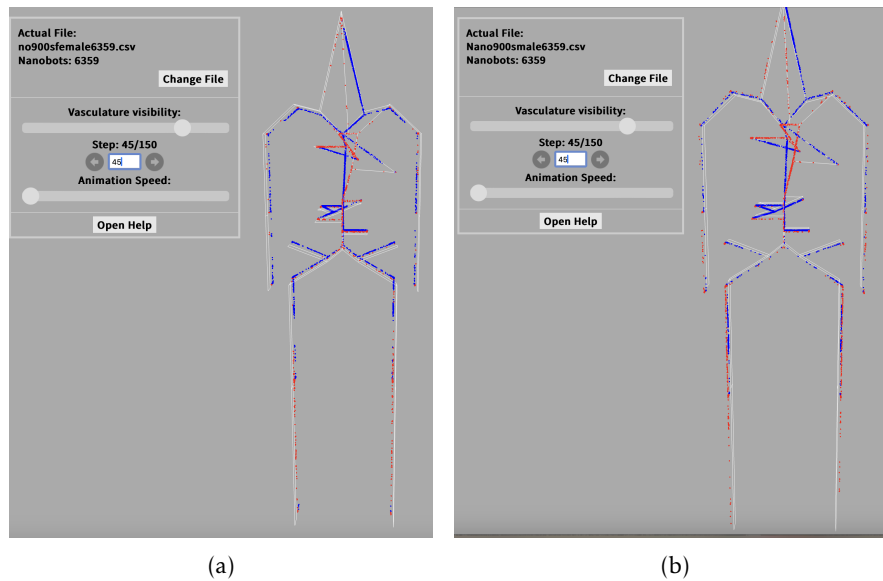 Actual File:
no900sfemale6359.csv
Nanobots: 6359
Change File
Vasculature visibility:
Step: 45/150
45
Animation Speed:
Open Help
(a)
Actual File:
Nano900smale6359.csv
Nanobots: 6359
Change File
Vasculature visibility:
Step: 45/150
45
Animation Speed:
Open Help
(b)